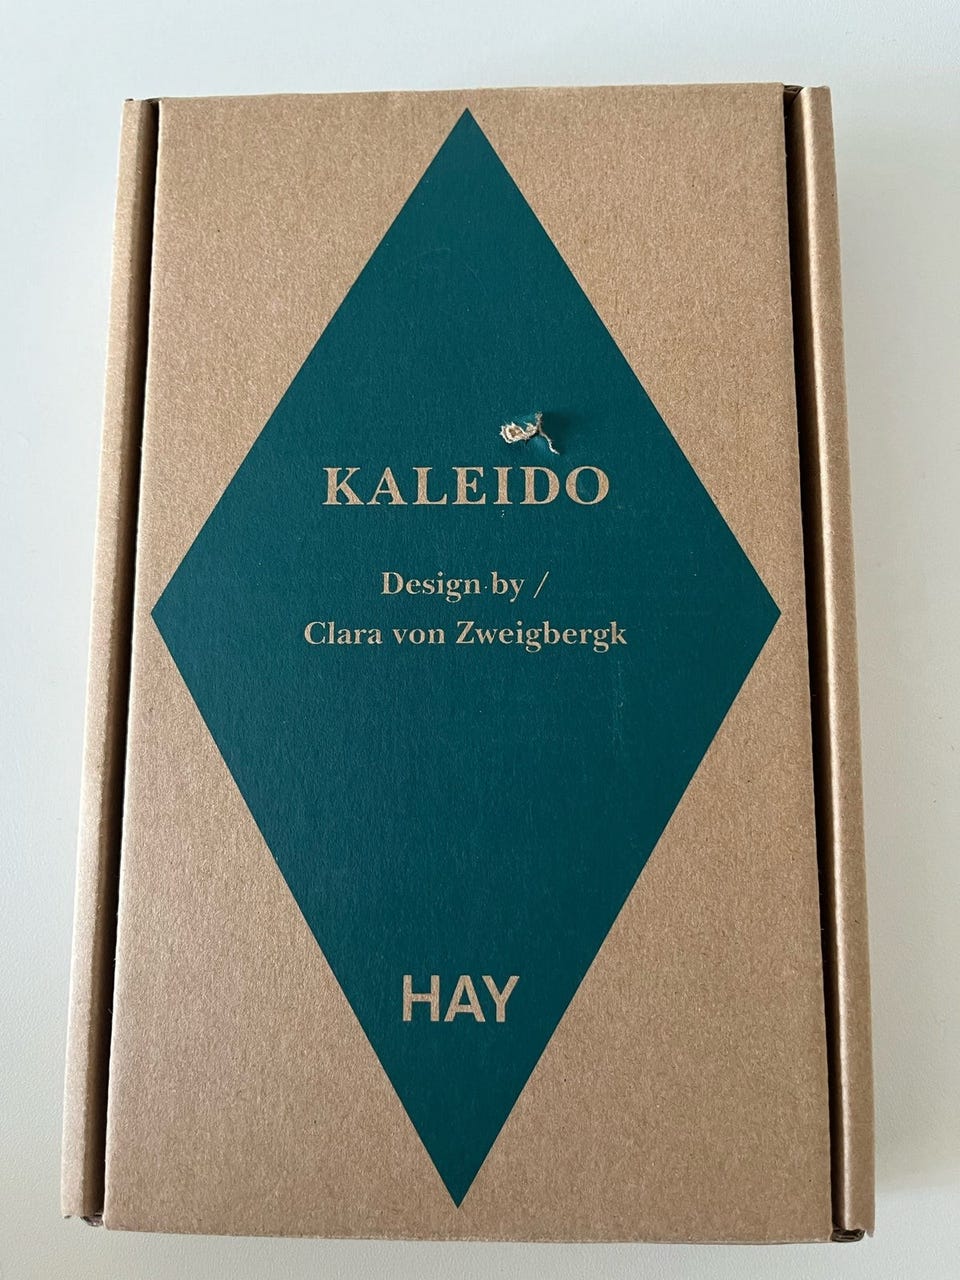 KALEIDO
Design by /
Clara von Zweigbergk
HAY